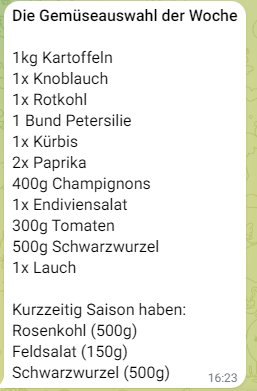 Die Gemüseauswahl der Woche
1kg Kartoffeln
1x Knoblauch
1x Rotkohl
1 Bund Petersilie
1x Kürbis
2x Paprika
400g Champignons
1x Endiviensalat
300g Tomaten
500g Schwarzwurzel
1x Lauch
Kurzzeitig Saison haben:
Rosenkohl (500g)
Feldsalat (150g)
Schwarzwurzel (500g)
16:23